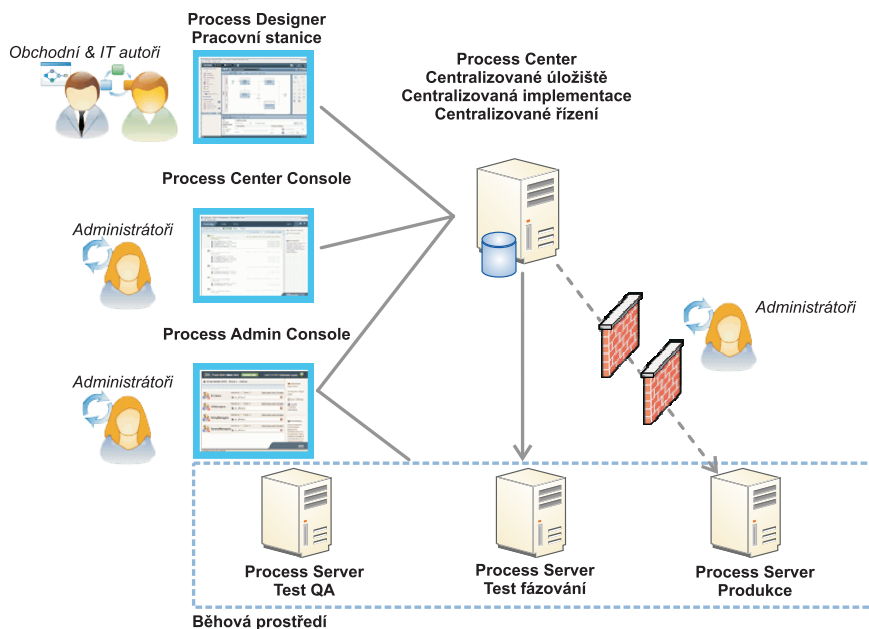 Process Designer
Pracovní stanice
Obchodní & IT autoři
Process Center
Centralizované úložiště
Centralizovaná implementace
Centralizované řízení
Process Center Console
Administrátoři
Administrátoři
Process Admin Console
Administrátoři
Process Server
Test QA
Process Server
Test fázování
Process Server
Produkce
Běhová prostředí